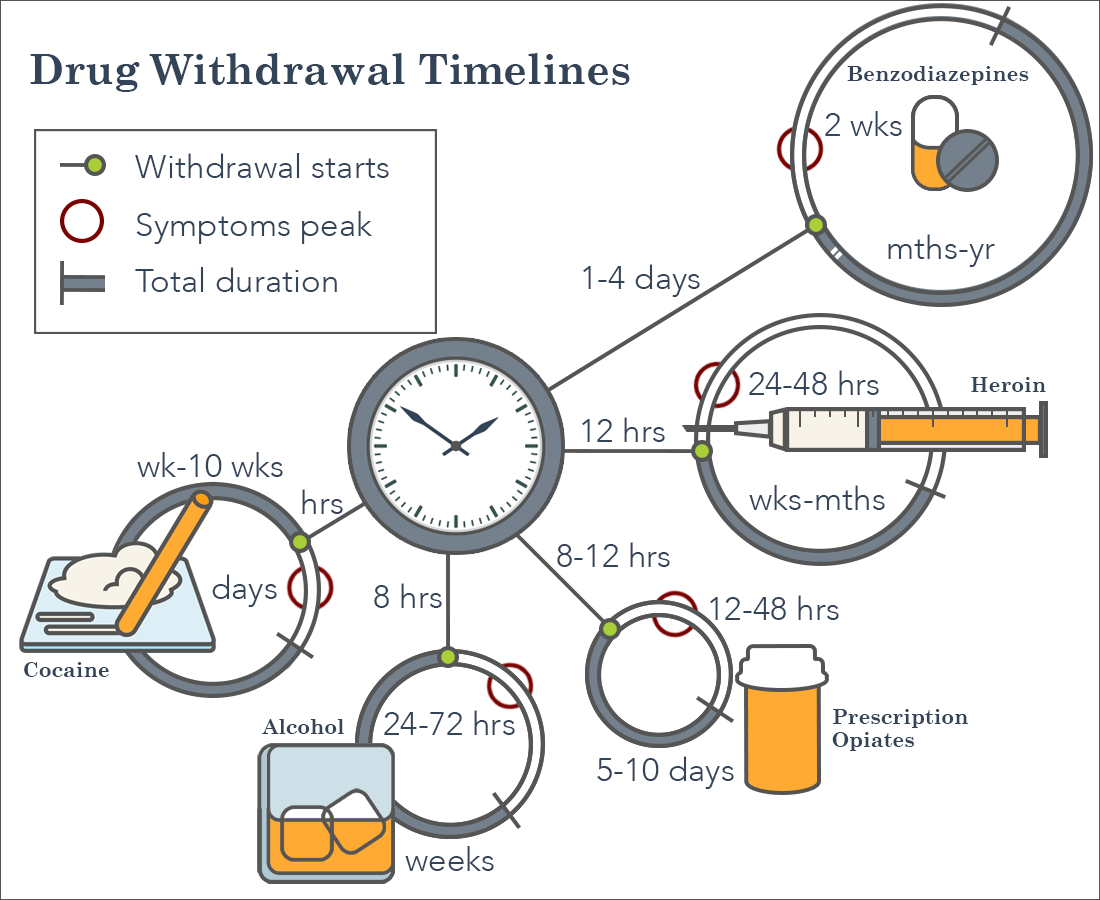 Drug Withdrawal Timelines
Withdrawal starts
Symptoms peak
Total duration
Benzodiazepines
2 wks
mths-yr
1-4 days
Heroin
24-48 hrs
12 hrs
wks-mths
wk-10 wks
hrs
days
Cocaine
8 hrs
8-12 hrs
12-48 hrs
Alcohol
24-72 hrs
weeks
Prescription
Opiates
5-10 days